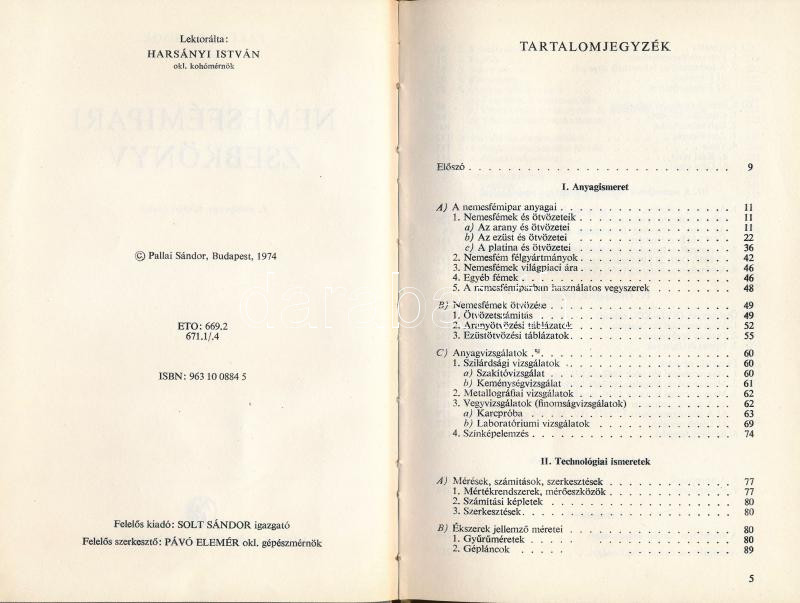 Lektorálta:
HARSÁNYI ISTVÁN
okl. kohómérnök
© Pallai Sándor, Budapest, 1974
ETO: 669.2
671.1/.4
ISBN: 963 10 0884 5
Felelős kiadó: SOLT SÁNDOR igazgató
Felelős szerkesztő: PÁVÓ ELEMÉR okl. gépészmérnök
TARTALOMJEGYZÉK
Előszó . . . . . . . . . . 9
I. Anyagismeret
A) A nemesfémipar anyagai . . . . . . . . . . 11
1. Nemesfémek és ötvözeteik . . . . . . . . . . 11
a) Az arany és ötvözetei . . . . . . . . . . 11
b) Az ezüst és ötvözetei . . . . . . . . . . 22
c) A platina és ötvözetei . . . . . . . . . . 36
2. Nemesfém félgyártmányok . . . . . . . . . . 42
3. Nemesfémek világpiaci ára . . . . . . . . . . 46
4. Egyéb fémek . . . . . . . . . . 46
5. A nemesfémiparban használatos vegyszerek . . . . . . . . . . 48
B) Nemesfémek ötvözése . . . . . . . . . . 49
1. Ötvözetszámítás . . . . . . . . . . 49
2. Aranyötvözési táblázatok . . . . . . . . . . 52
3. Ezüstötvözési táblázatok . . . . . . . . . . 55
C) Anyagvizsgálatok . . . . . . . . . . 60
1. Szilárdsági vizsgálatok . . . . . . . . . . 60
a) Szakítóvizsgálat . . . . . . . . . . 60
b) Keménységvizsgálat . . . . . . . . . . 61
2. Metallográfiai vizsgálatok . . . . . . . . . . 62
3. Vegyvizsgálatok (finomságvizsgálatok) . . . . . . . . . . 62
a) Karcpróba . . . . . . . . . . 63
b) Laboratóriumi vizsgálatok . . . . . . . . . . 69
4. Színképelemzés . . . . . . . . . . 74
II. Technológiai ismeretek
A) Mérések, számítások, szerkesztések . . . . . . . . . . 77
1. Mértékrendszerek, mérőeszközök . . . . . . . . . . 77
2. Számítási képletek . . . . . . . . . . 80
3. Szerkesztések . . . . . . . . . . 80
B) Ékszerek jellemző méretei . . . . . . . . . . 80
1. Gyűrűméretek . . . . . . . . . . 80
2. Gépláncok . . . . . . . . . . 89
5